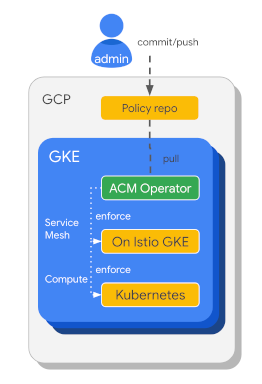 admin
commit/push
GCP
Policy repo
pull
GKE
ACM Operator
enforce
Service
Mesh
On Istio GKE
enforce
Compute
Kubernetes